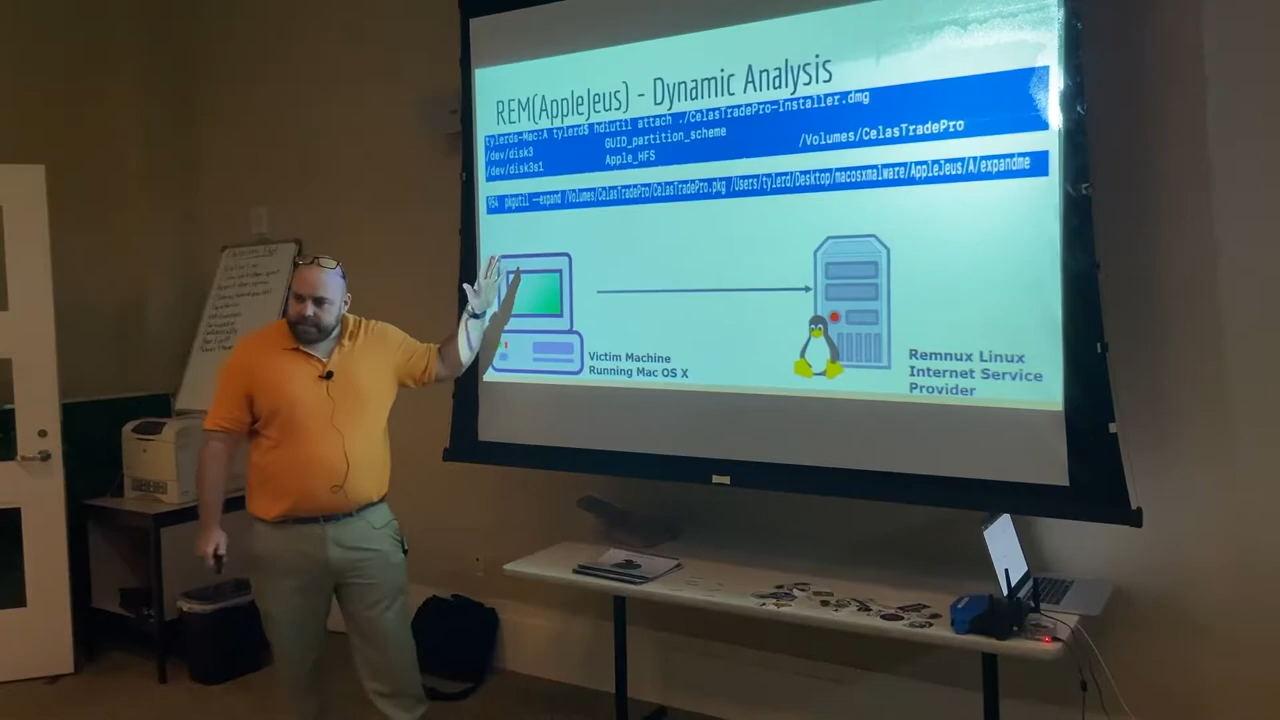 REM(AppleJeus) - Dynamic Analysis
tylerds-Mac:A tylerd$ hdiutil attach ./CelasTradePro-Installer.dmg
/dev/disk3 GUID_partition_scheme
/dev/disk3s1 Apple_HFS /Volumes/CelasTradePro
954 pkgutil --expand /Volumes/CelasTradePro/CelasTradePro.pkg /Users/tylerd/Desktop/macosxmalware/AppleJeus/A/expandme
Victim Machine
Running Mac OS X
Remnux Linux
Internet Service
Provider